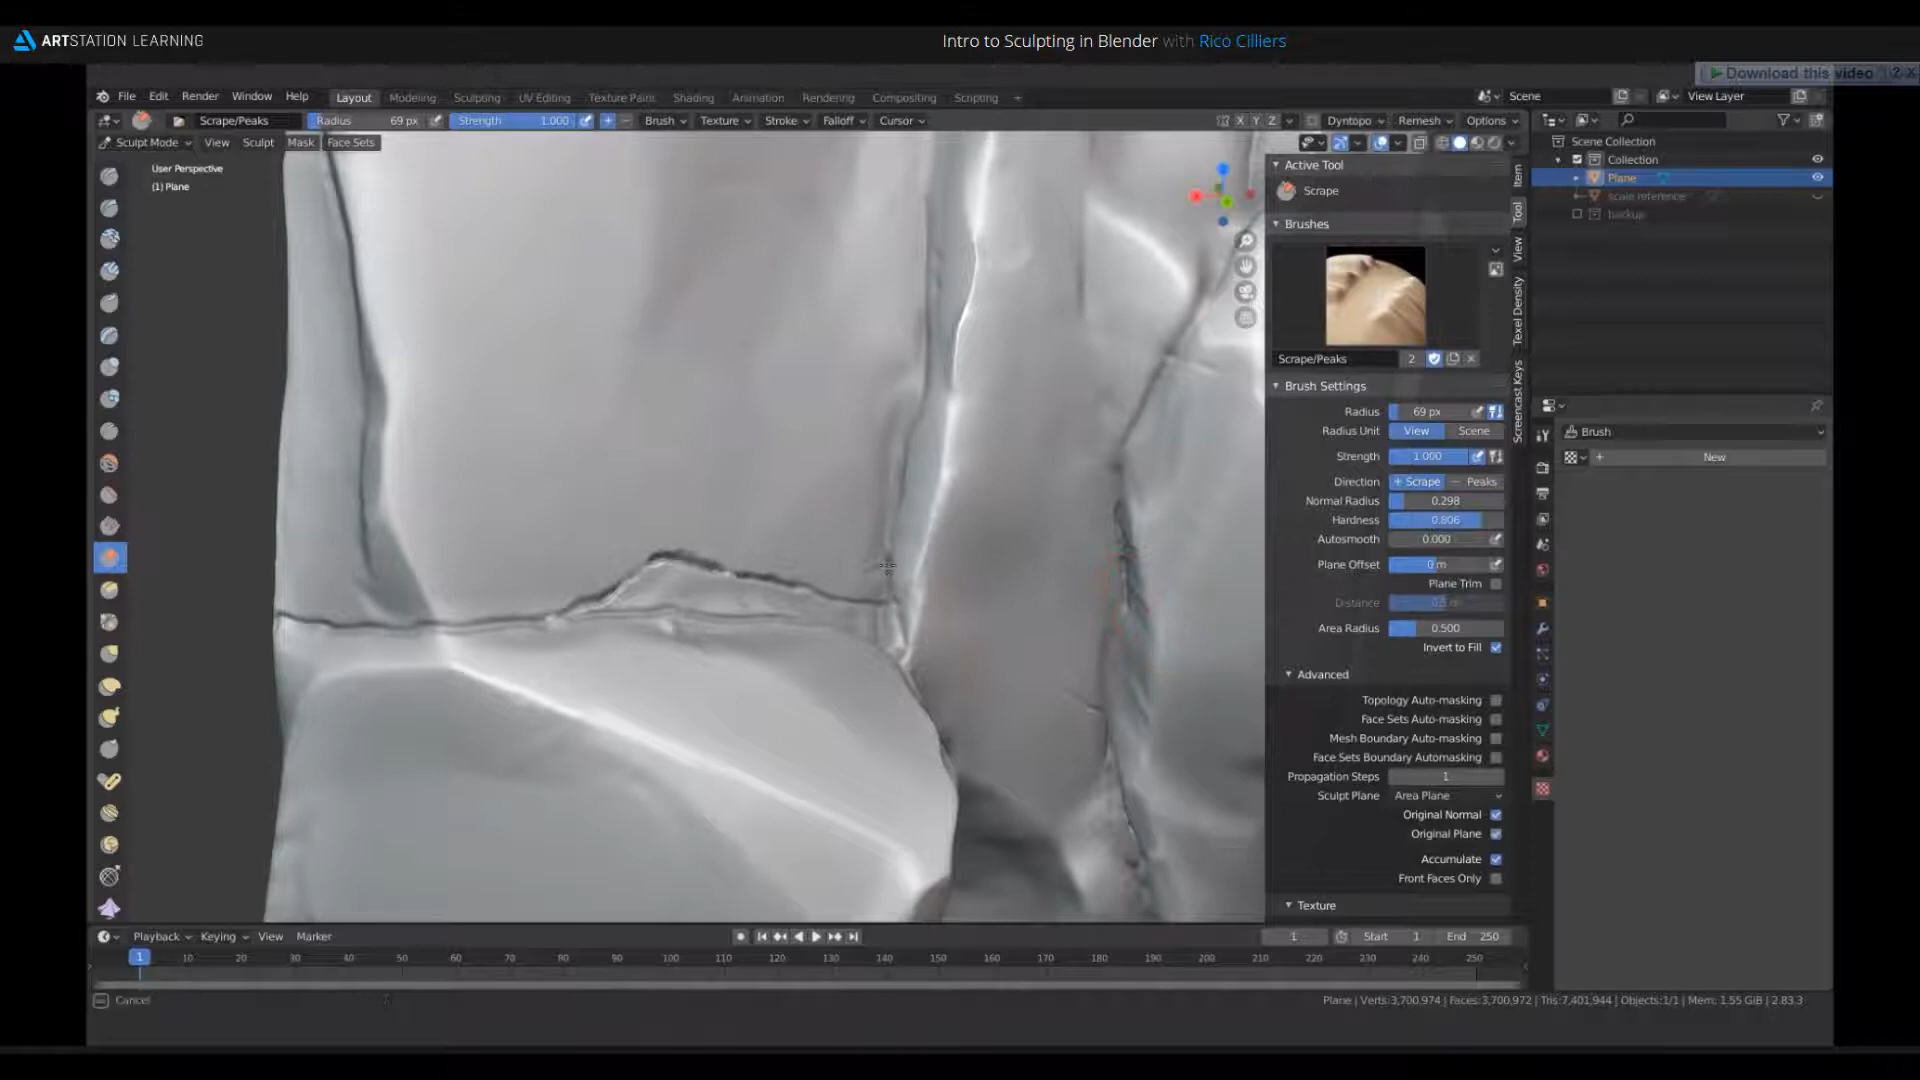 ARTSTATION LEARNING
Intro to Sculpting in Blender with Rico Cilliers
Download this video ? X
File Edit Render Window Help Layout Modeling Sculpting UV Editing Texture Paint Shading Animation Rendering Compositing Scripting + Scene View Layer
Scrape/Peaks Radius 69 px Strength 1.000 + − Brush Texture Stroke Falloff Cursor X Y Z Dyntopo Remesh Options
Sculpt Mode View Sculpt Mask Face Sets
User Perspective
(1) Plane
Active Tool
Scrape
Brushes
Scrape/Peaks 2
Brush Settings
Radius 69 px
Radius Unit View Scene
Strength 1.000
Direction + Scrape − Peaks
Normal Radius 0.298
Hardness 0.806
Autosmooth 0.000
Plane Offset 0 m
Plane Trim
Distance
Area Radius 0.500
Invert to Fill
Advanced
Topology Auto-masking
Face Sets Auto-masking
Mesh Boundary Auto-masking
Face Sets Boundary Automasking
Propagation Steps 1
Sculpt Plane Area Plane
Original Normal
Original Plane
Accumulate
Front Faces Only
Texture
Item
Tool
View
Texel Density
Screencast Keys
Scene Collection
Collection
Plane
scale reference
backup
Brush
+ New
Playback Keying View Marker 1 Start 1 End 250
1 10 20 30 40 50 60 70 80 90 100 110 120 130 140 150 160 170 180 190 200 210 220 230 240 250
Cancel
Plane | Verts:3,700,974 | Faces:3,700,972 | Tris:7,401,944 | Objects:1/1 | Mem: 1.55 GiB | 2.83.3